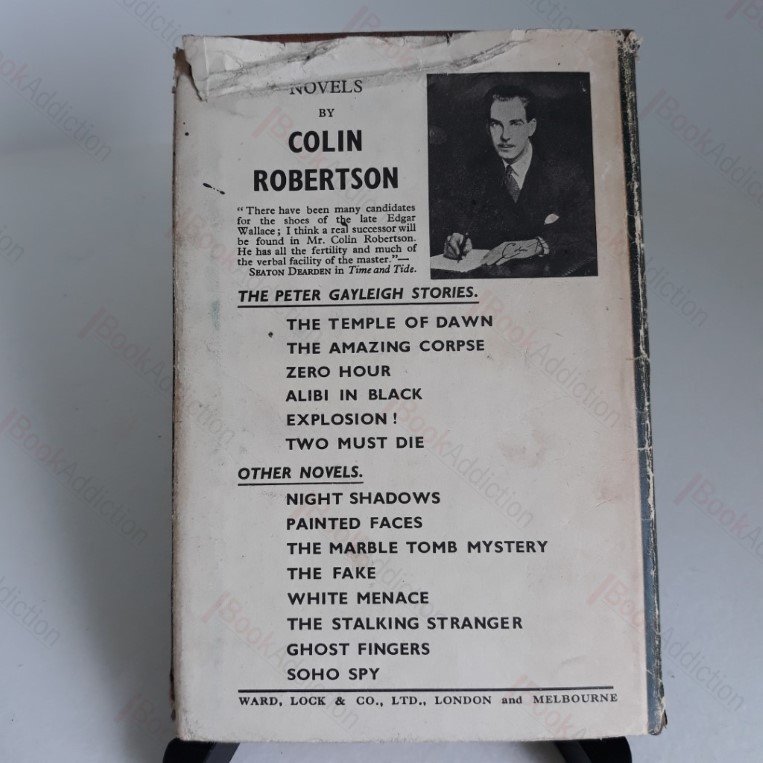 NOVELS
BY
COLIN
ROBERTSON
"There have been many candidates
for the shoes of the late Edgar
Wallace; I think a real successor will
be found in Mr. Colin Robertson.
He has all the fertility and much of
the verbal facility of the master."—
SEATON DEARDEN in Time and Tide.
THE PETER GAYLEIGH STORIES.
THE TEMPLE OF DAWN
THE AMAZING CORPSE
ZERO HOUR
ALIBI IN BLACK
EXPLOSION!
TWO MUST DIE
OTHER NOVELS.
NIGHT SHADOWS
PAINTED FACES
THE MARBLE TOMB MYSTERY
THE FAKE
WHITE MENACE
THE STALKING STRANGER
GHOST FINGERS
SOHO SPY
WARD, LOCK & CO., LTD., LONDON and MELBOURNE
iBookAddiction